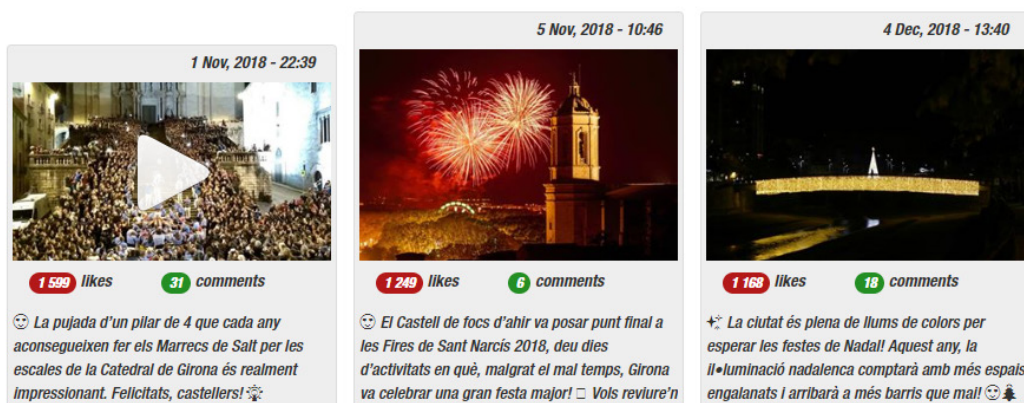 1 Nov, 2018 - 22:39
1 599 likes 31 comments
☺ La pujada d'un pilar de 4 que cada any
aconsegueixen fer els Marrecs de Salt per les
escales de la Catedral de Girona és realment
impressionant. Felicitats, castellers!
5 Nov, 2018 - 10:46
1 249 likes 6 comments
☺ El Castell de focs d'ahir va posar punt final a
les Fires de Sant Narcís 2018, deu dies
d'activitats en què, malgrat el mal temps, Girona
va celebrar una gran festa major! □ Vols reviure'n
4 Dec, 2018 - 13:40
1 168 likes 18 comments
✨ La ciutat és plena de llums de colors per
esperar les festes de Nadal! Aquest any, la
il•luminació nadalenca comptarà amb més espais
engalanats i arribarà a més barris que mai! ☺🎄